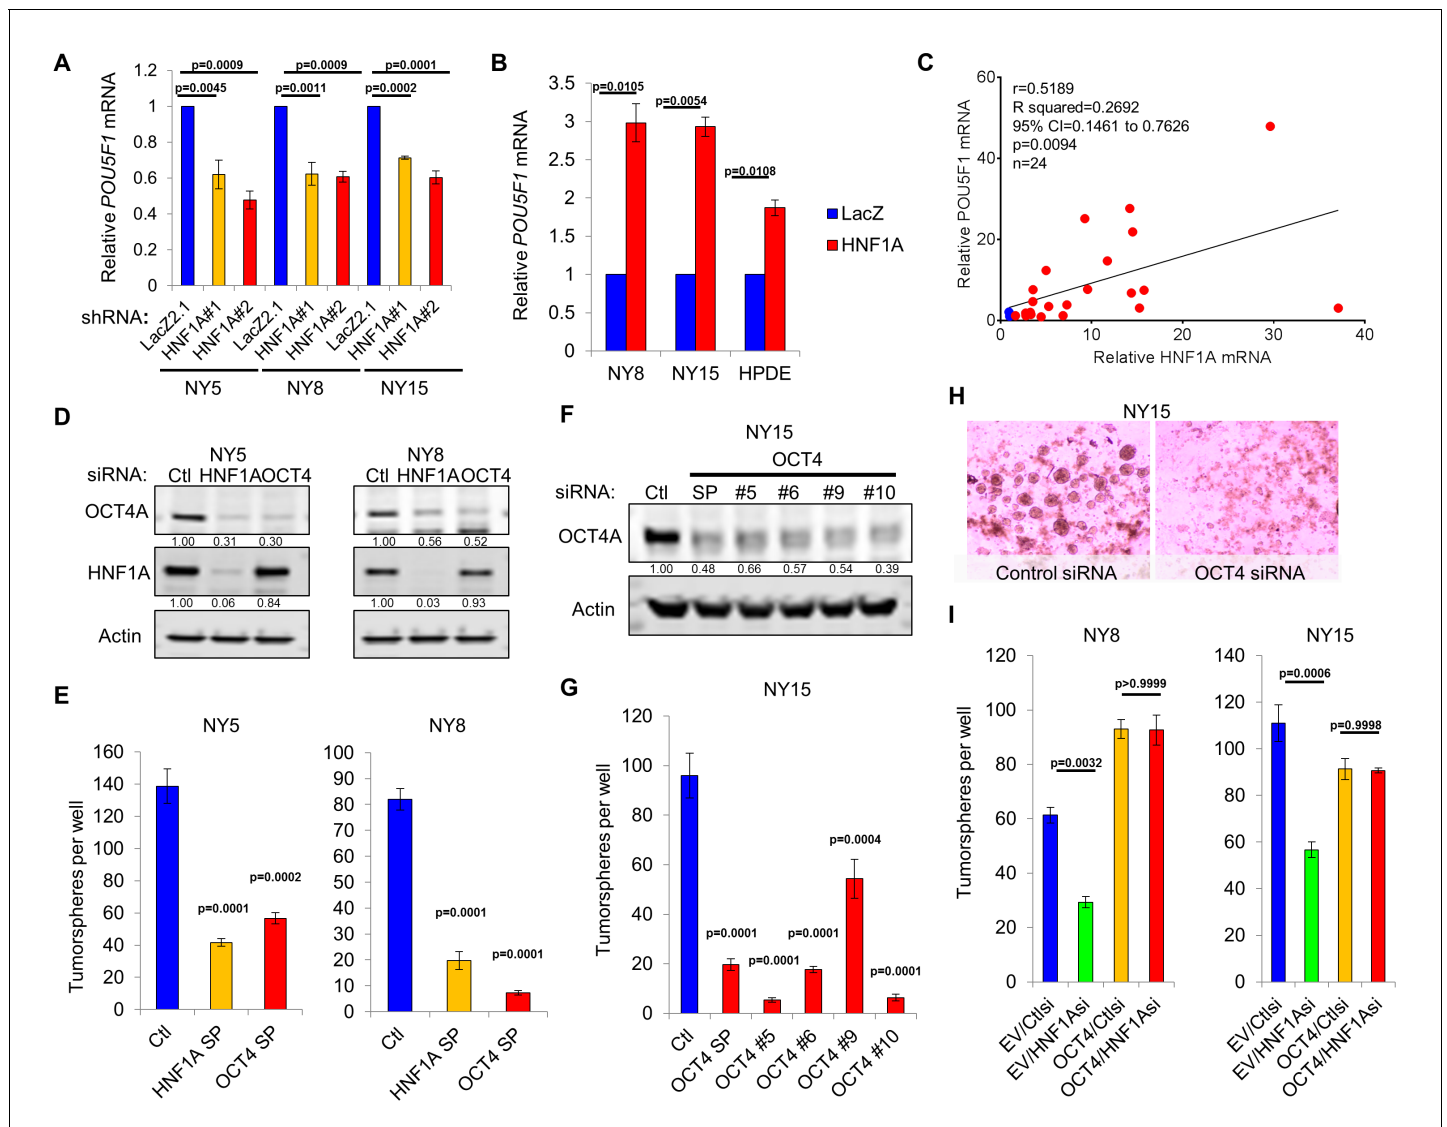 A
Relative POU5F1 mRNA
1.2
1
0.8
0.6
0.4
0.2
0
p=0.0009
p=0.0045
p=0.0009
p=0.0011
p=0.0001
p=0.0002
shRNA:
LacZ2.1
HNF1A#1
HNF1A#2
LacZ2.1
HNF1A#1
HNF1A#2
LacZ2.1
HNF1A#1
HNF1A#2
NY5
NY8
NY15
B
Relative POU5F1 mRNA
3.5
3
2.5
2
1.5
1
0.5
0
p=0.0105
p=0.0054
p=0.0108
NY8
NY15
HPDE
LacZ
HNF1A
C
Relative POU5F1 mRNA
60
40
20
0
r=0.5189
R squared=0.2692
95% CI=0.1461 to 0.7626
p=0.0094
n=24
0
10
20
30
40
Relative HNF1A mRNA
D
NY5
siRNA: Ctl HNF1A OCT4
OCT4A
1.00 0.31 0.30
HNF1A
1.00 0.06 0.84
Actin
NY8
siRNA: Ctl HNF1A OCT4
1.00 0.56 0.52
1.00 0.03 0.93
E
Tumorspheres per well
NY5
160
140
120
100
80
60
40
20
0
p=0.0001
p=0.0002
Ctl
HNF1A SP
OCT4 SP
NY8
100
90
80
70
60
50
40
30
20
10
0
p=0.0001
p=0.0001
Ctl
HNF1A SP
OCT4 SP
F
NY15
OCT4
siRNA: Ctl SP #5 #6 #9 #10
OCT4A
1.00 0.48 0.66 0.57 0.54 0.39
Actin
G
NY15
Tumorspheres per well
120
100
80
60
40
20
0
p=0.0001
p=0.0001
p=0.0001
p=0.0004
p=0.0001
Ctl
OCT4 SP
OCT4 #5
OCT4 #6
OCT4 #9
OCT4 #10
H
NY15
Control siRNA
OCT4 siRNA
I
Tumorspheres per well
NY8
120
100
80
60
40
20
0
p=0.0032
p>0.9999
EV/Ctlsi
EV/HNF1Asi
OCT4/Ctlsi
OCT4/HNF1Asi
NY15
140
120
100
80
60
40
20
0
p=0.0006
p=0.9998
EV/Ctlsi
EV/HNF1Asi
OCT4/Ctlsi
OCT4/HNF1Asi